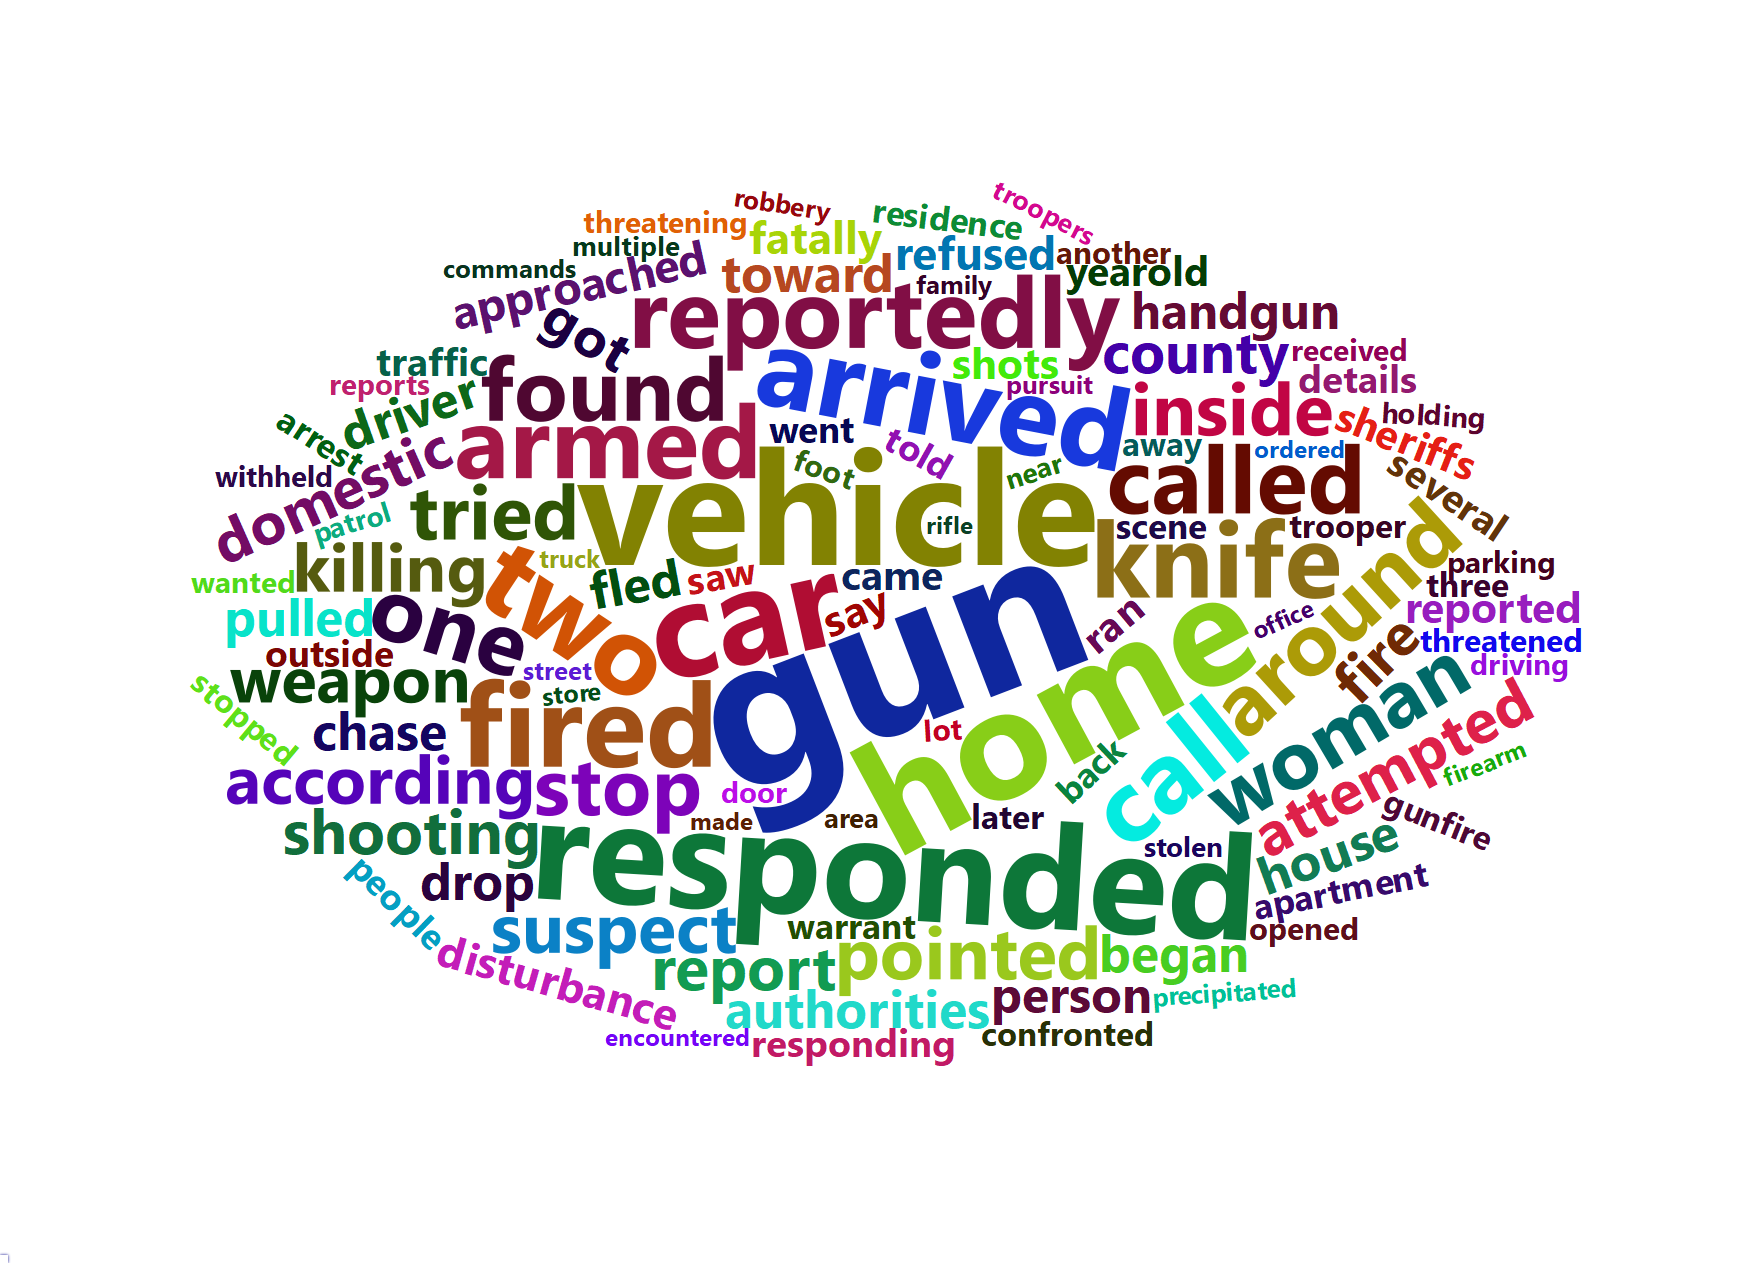 troopers
robbery
residence
threatening
fatally
multiple
refused
another
commands
approached
toward
family
yearold
reportedly
handgun
got
traffic
shots
county
received
reports
found
arrived
pursuit
details
driver
inside
holding
arrest
armed
went
told
away
ordered
sheriffs
withheld
domestic
foot
near
called
several
patrol
tried
vehicle
rifle
scene
trooper
killing
two
truck
knife
around
parking
wanted
fled
saw
came
three
pulled
one
car
say
gun
ran
office
reported
outside
fire
threatened
weapon
street
home
driving
stopped
store
woman
chase
fired
lot
call
attempted
firearm
according
stop
door
back
gunfire
shooting
made
area
later
stolen
house
people
drop
responded
apartment
suspect
warrant
opened
disturbance
report
pointed
began
authorities
person
precipitated
encountered
responding
confronted